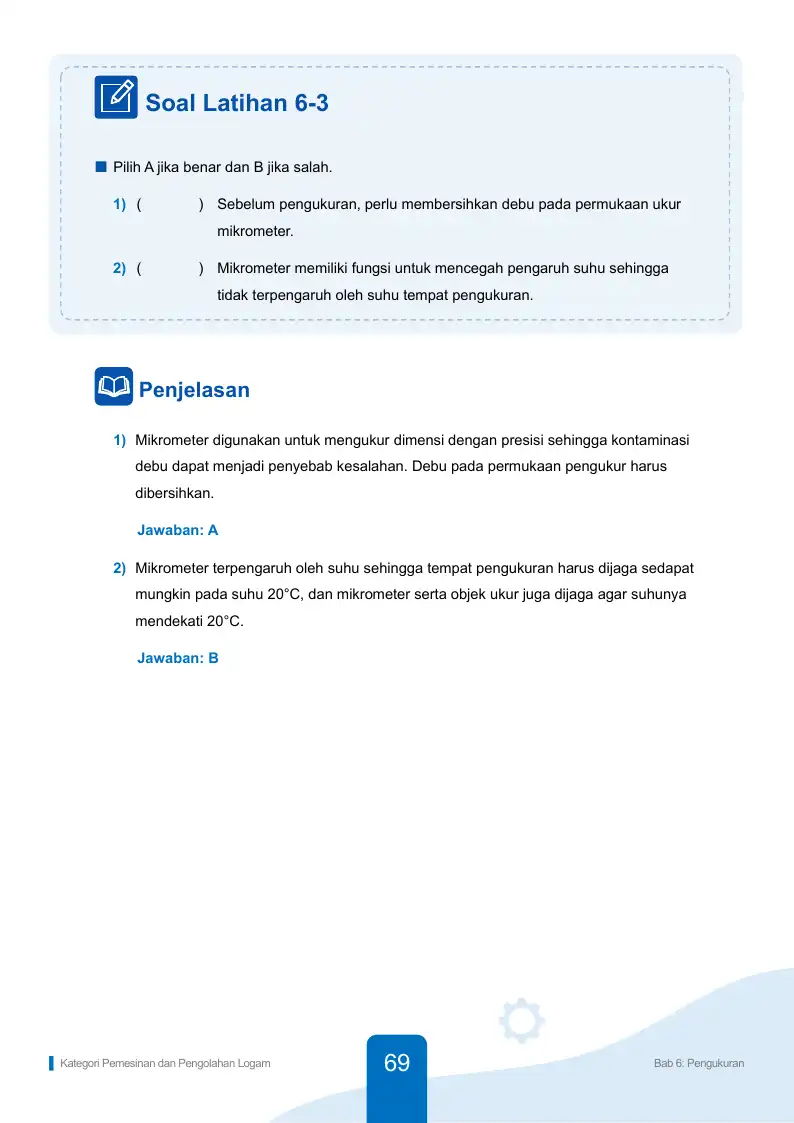 Soal Latihan 6-3
■ Pilih A jika benar dan B jika salah.
1) ( ) Sebelum pengukuran, perlu membersihkan debu pada permukaan ukur
mikrometer.
2) ( ) Mikrometer memiliki fungsi untuk mencegah pengaruh suhu sehingga
tidak terpengaruh oleh suhu tempat pengukuran.
Penjelasan
1) Mikrometer digunakan untuk mengukur dimensi dengan presisi sehingga kontaminasi
debu dapat menjadi penyebab kesalahan. Debu pada permukaan pengukur harus
dibersihkan.
Jawaban: A
2) Mikrometer terpengaruh oleh suhu sehingga tempat pengukuran harus dijaga sedapat
mungkin pada suhu 20°C, dan mikrometer serta objek ukur juga dijaga agar suhunya
mendekati 20°C.
Jawaban: B
Kategori Pemesinan dan Pengolahan Logam
69
Bab 6: Pengukuran